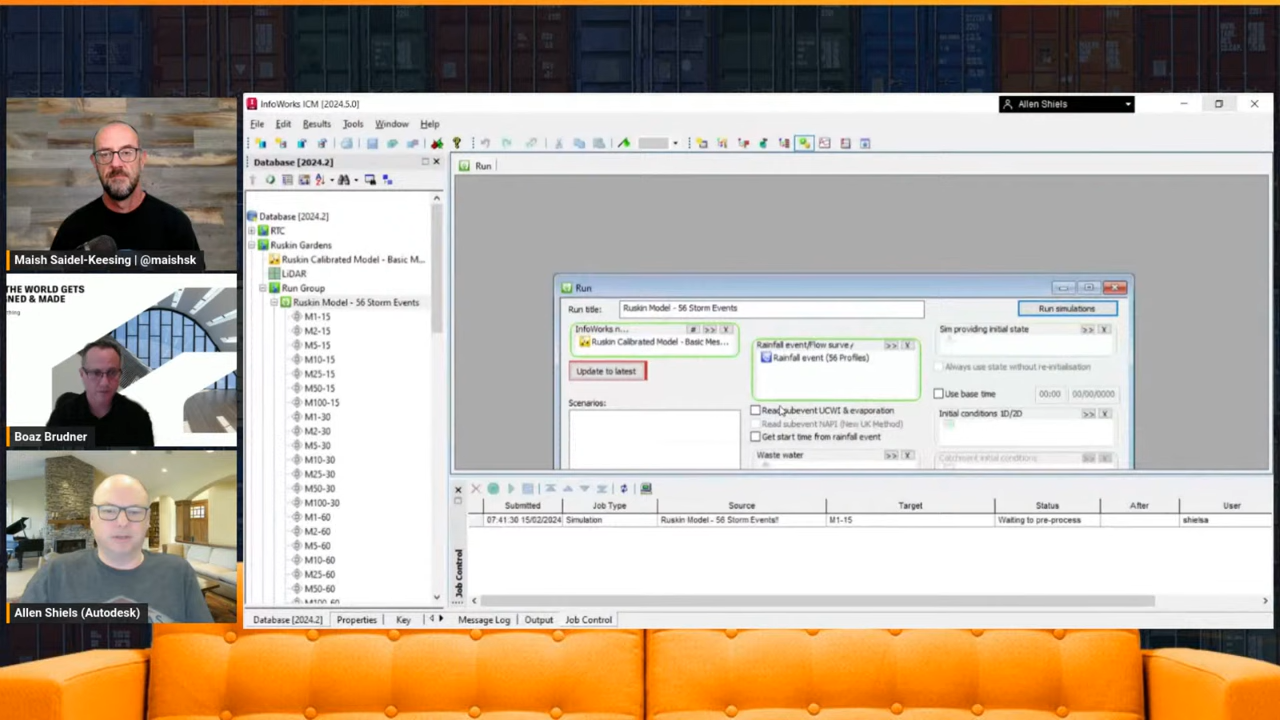 Maish Saidel-Keesing | @maishsk
THE WORLD GETS
NED & MADE
thing
Boaz Brudner
Allen Shiels (Autodesk)
InfoWorks ICM [2024.5.0]
Allen Shiels
File Edit Results Tools Window Help
Database [2024.2]
Database [2024.2]
RTC
Ruskin Gardens
Ruskin Calibrated Model - Basic M...
LiDAR
Run Group
Ruskin Model - 56 Storm Events
M1-15
M2-15
M5-15
M10-15
M25-15
M50-15
M100-15
M1-30
M2-30
M5-30
M10-30
M25-30
M50-30
M100-30
M1-60
M2-60
M5-60
M10-60
M25-60
M50-60
M100-60
Database [2024.2] Properties Key
Run
Run
Run title: Ruskin Model - 56 Storm Events
Run simulations
InfoWorks n... # >> X
Ruskin Calibrated Model - Basic Mes...
Update to latest
Scenarios:
Rainfall event/Flow survey >> X
Rainfall event (56 Profiles)
Read subevent UCWI & evaporation
Read subevent NAPI (New UK Method)
Get start time from rainfall event
Waste water >> X
Sim providing initial state >> X
Always use state without re-initialisation
Use base time 00:00 00/00/0000
Initial conditions 1D/2D >> X
Catchment initial conditions >> X
Job Control
Submitted Job Type Source Target Status After User
07:41:30 15/02/2024 Simulation Ruskin Model - 56 Storm Events!! M1-15 Waiting to pre-process shielsa
Message Log Output Job Control